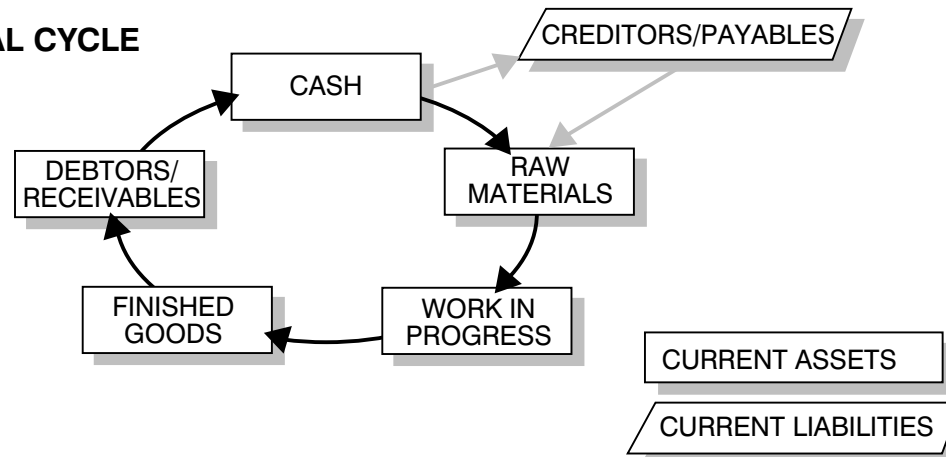 AL CYCLE
CREDITORS/PAYABLES
CASH
DEBTORS/
RECEIVABLES
RAW
MATERIALS
FINISHED
GOODS
WORK IN
PROGRESS
CURRENT ASSETS
CURRENT LIABILITIES